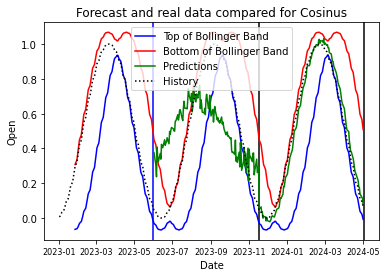 Forecast and real data compared for Cosinus
Top of Bollinger Band
Bottom of Bollinger Band
Predictions
History
Open
1.0
0.8
0.6
0.4
0.2
0.0
2023-01 2023-03 2023-05 2023-07 2023-09 2023-11 2024-01 2024-03 2024-05
Date